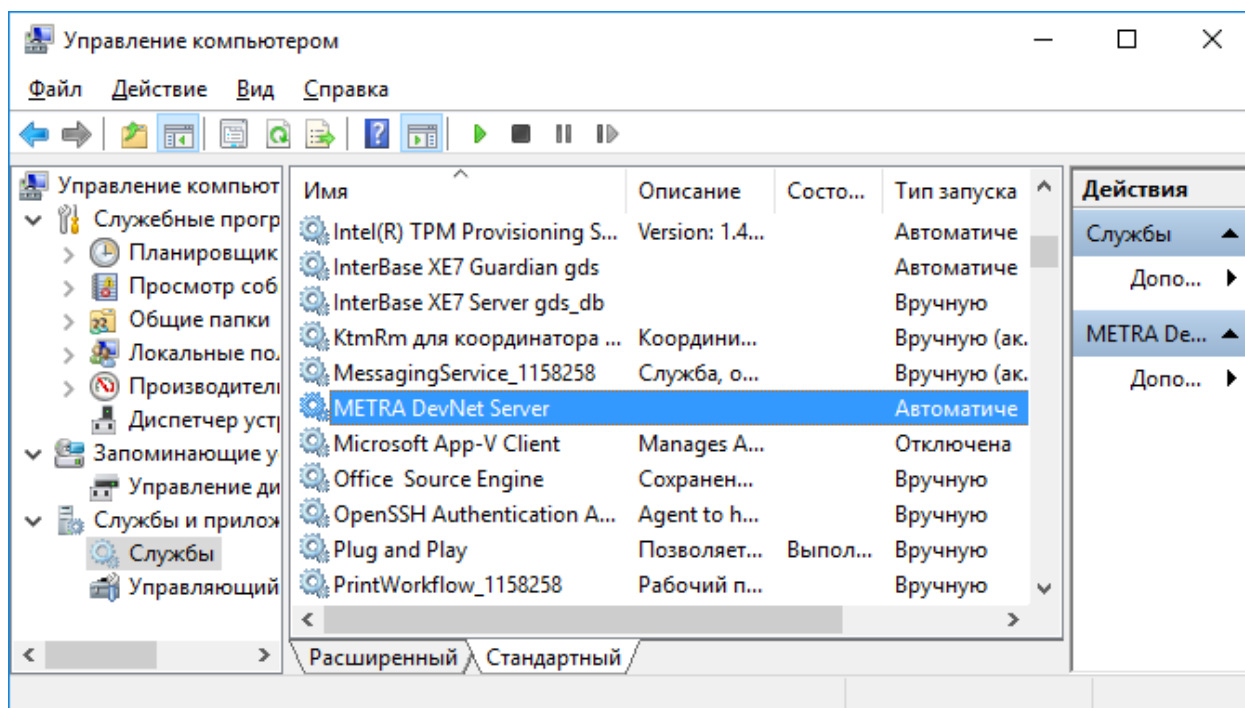 Управление компьютером
Файл Действие Вид Справка
Управление компьют
Служебные прогр
Планировщик
Просмотр соб
Общие папки
Локальные пол
Производителі
Диспетчер устр
Запоминающие у
Управление ди
Службы и прилож
Службы
Управляющий
Имя Описание Состо... Тип запуска
Intel(R) TPM Provisioning S... Version: 1.4... Автоматиче
InterBase XE7 Guardian gds Автоматиче
InterBase XE7 Server gds_db Вручную
KtmRm для координатора ... Координи... Вручную (ак.
MessagingService_1158258 Служба, о... Вручную (ак.
METRA DevNet Server Автоматиче
Microsoft App-V Client Manages A... Отключена
Office Source Engine Сохранен... Вручную
OpenSSH Authentication A... Agent to h... Вручную
Plug and Play Позволяет... Выпол... Вручную
PrintWorkflow_1158258 Рабочий п... Вручную
Расширенный Стандартный
Действия
Службы
Допо...
METRA De...
Допо...